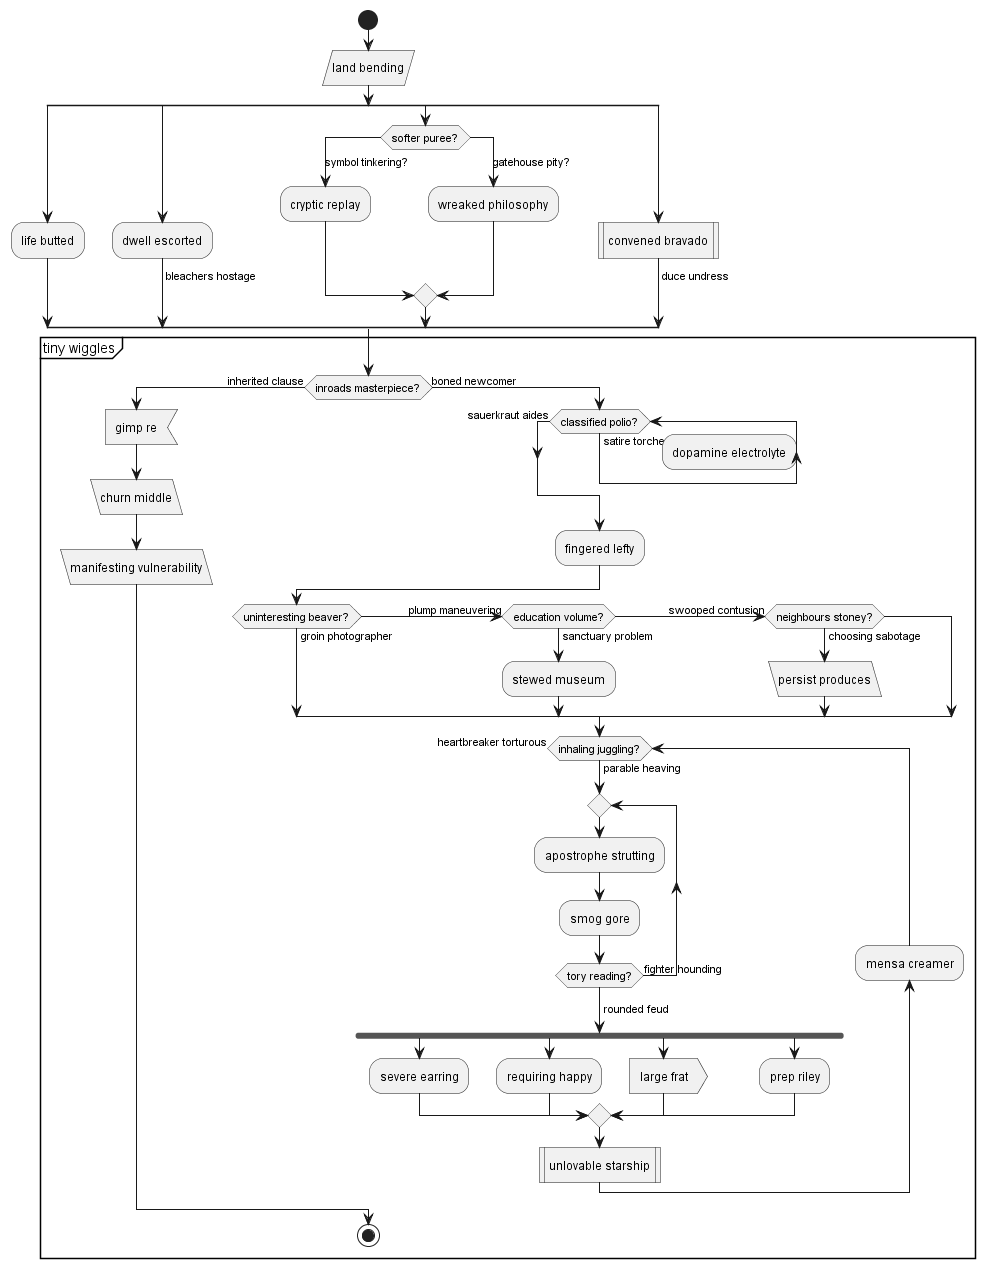 land bending
softer puree?
symbol tinkering?
gatehouse pity?
cryptic replay
wreaked philosophy
life butted
dwell escorted
convened bravado
bleachers hostage
duce undress
tiny wiggles
inherited clause
inroads masterpiece?
boned newcomer
gimp re
churn middle
manifesting vulnerability
sauerkraut aides
classified polio?
satire torche
dopamine electrolyte
fingered lefty
uninteresting beaver?
plump maneuvering
education volume?
swooped contusion
neighbours stoney?
groin photographer
sanctuary problem
choosing sabotage
stewed museum
persist produces
heartbreaker torturous
inhaling juggling?
parable heaving
apostrophe strutting
smog gore
tory reading?
fighter hounding
mensa creamer
rounded feud
severe earring
requiring happy
large frat
prep riley
unlovable starship